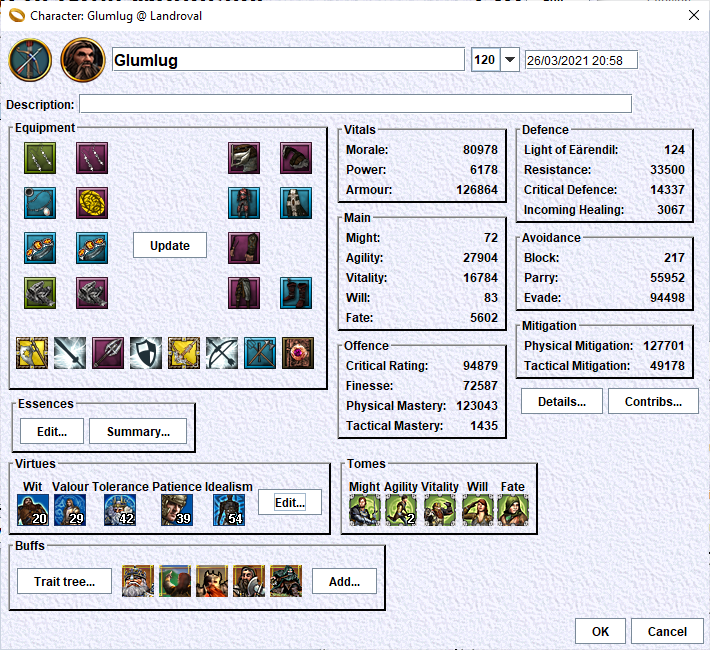 Character: Glumlug @ Landroval
Glumlug
120
26/03/2021 20:58
Description:
Equipment
Update
Vitals
Morale: 80978
Power: 6178
Armour: 126864
Main
Might: 72
Agility: 27904
Vitality: 16784
Will: 83
Fate: 5602
Offence
Critical Rating: 94879
Finesse: 72587
Physical Mastery: 123043
Tactical Mastery: 1435
Defence
Light of Eärendil: 124
Resistance: 33500
Critical Defence: 14337
Incoming Healing: 3067
Avoidance
Block: 217
Parry: 55952
Evade: 94498
Mitigation
Physical Mitigation: 127701
Tactical Mitigation: 49178
Details...
Contribs...
Essences
Edit...
Summary...
Virtues
Wit Valour Tolerance Patience Idealism
20 29 42 39 54
Edit...
Tomes
Might Agility Vitality Will Fate
2
Buffs
Trait tree...
Add...
OK
Cancel